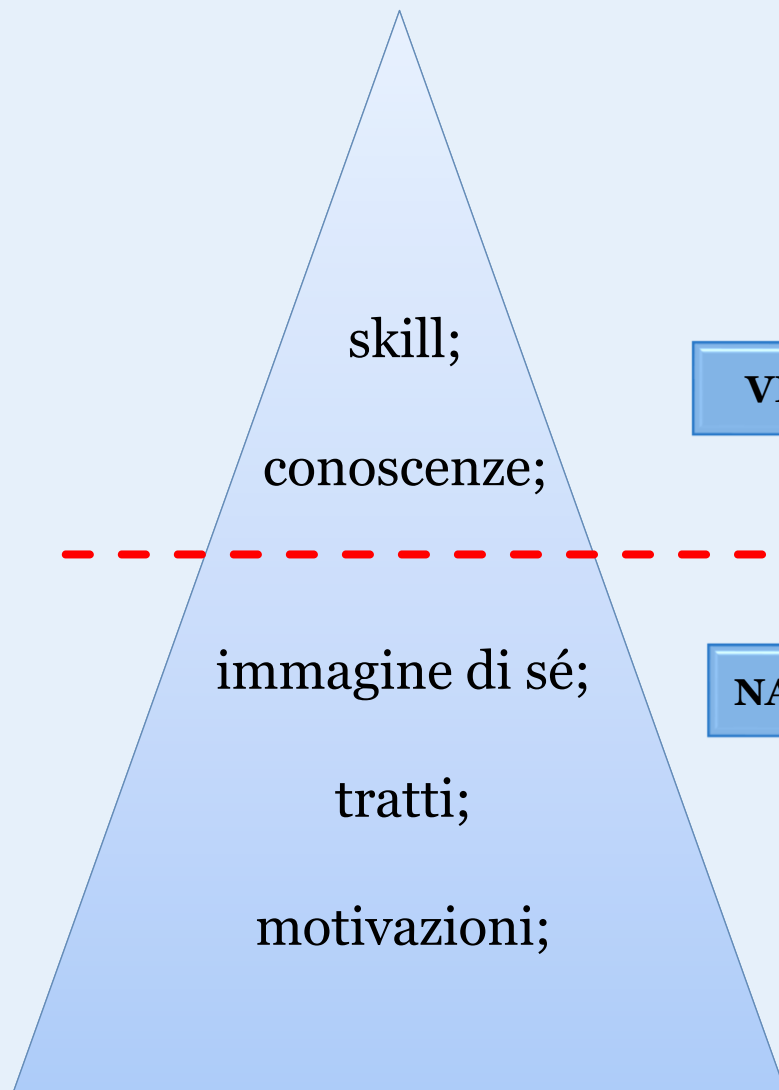 skill;
conoscenze;
immagine di sé;
tratti;
motivazioni;